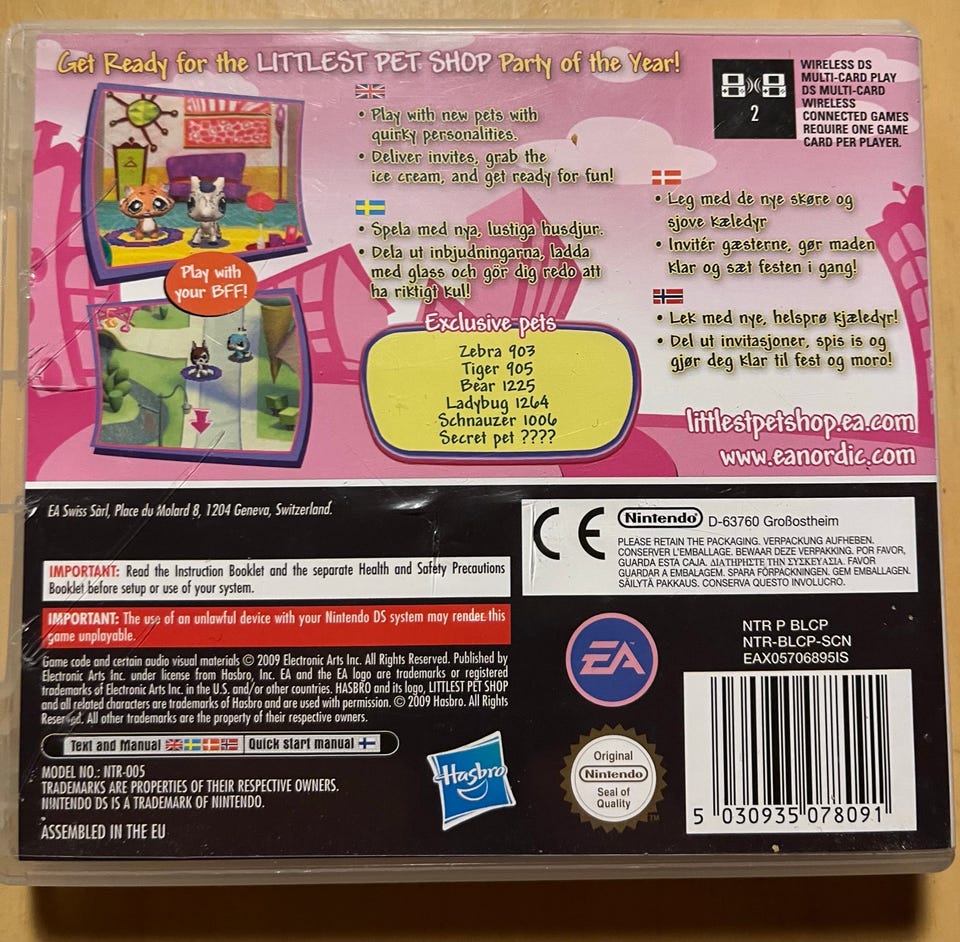 Get Ready for the LITTLEST PET SHOP Party of the Year!
• Play with new pets with
quirky personalities.
• Deliver invites, grab the
ice cream, and get ready for fun!
• Spela med nya, lustiga husdjur.
• Dela ut inbjudningarna, ladda
med glass och gör dig redo att
ha riktigt kul!
WIRELESS DS
MULTI-CARD PLAY
DS MULTI-CARD
WIRELESS
CONNECTED GAMES
REQUIRE ONE GAME
CARD PER PLAYER.
2
• Leg med de nye skøre og
sjove kæledyr
• Invitér gæsterne, gør maden
klar og sæt festen i gang!
• Lek med nye, helsprø kjæledyr!
• Del ut invitasjoner, spis is og
gjør deg klar til fest og moro!
Play with
your BFF!
Exclusive pets
Zebra 903
Tiger 905
Bear 1225
Ladybug 1264
Schnauzer 1006
Secret pet ????
littlestpetshop.ea.com
www.eanordic.com
EA Swiss Sàrl, Place du Molard 8, 1204 Geneva, Switzerland.
IMPORTANT: Read the Instruction Booklet and the separate Health and Safety Precautions
Booklet before setup or use of your system.
IMPORTANT: The use of an unlawful device with your Nintendo DS system may render this
game unplayable.
Game code and certain audio visual materials © 2009 Electronic Arts Inc. All Rights Reserved. Published by
Electronic Arts Inc. under license from Hasbro, Inc. EA and the EA logo are trademarks or registered
trademarks of Electronic Arts Inc. in the U.S. and/or other countries. HASBRO and its logo, LITTLEST PET SHOP
and all related characters are trademarks of Hasbro and are used with permission. © 2009 Hasbro. All Rights
Reserved. All other trademarks are the property of their respective owners.
Text and Manual Quick start manual
MODEL NO.: NTR-005
TRADEMARKS ARE PROPERTIES OF THEIR RESPECTIVE OWNERS.
NINTENDO DS IS A TRADEMARK OF NINTENDO.
ASSEMBLED IN THE EU
CE Nintendo D-63760 Großostheim
PLEASE RETAIN THE PACKAGING. VERPACKUNG AUFHEBEN.
CONSERVER L'EMBALLAGE. BEWAAR DEZE VERPAKKING. POR FAVOR,
GUARDA ESTA CAJA. ΔΙΑΤΗΡΗΣΤΕ ΤΗΝ ΣΥΣΚΕΥΑΣΙΑ. FAVOR
GUARDAR A EMBALAGEM. SPARA FÖRPACKNINGEN. GEM EMBALLAGEN.
SÄILYTÄ PAKKAUS. CONSERVA QUESTO INVOLUCRO.
EA
NTR P BLCP
NTR-BLCP-SCN
EAX05706895IS
Hasbro
Original
Nintendo
Seal of
Quality
TM
5 030935 078091